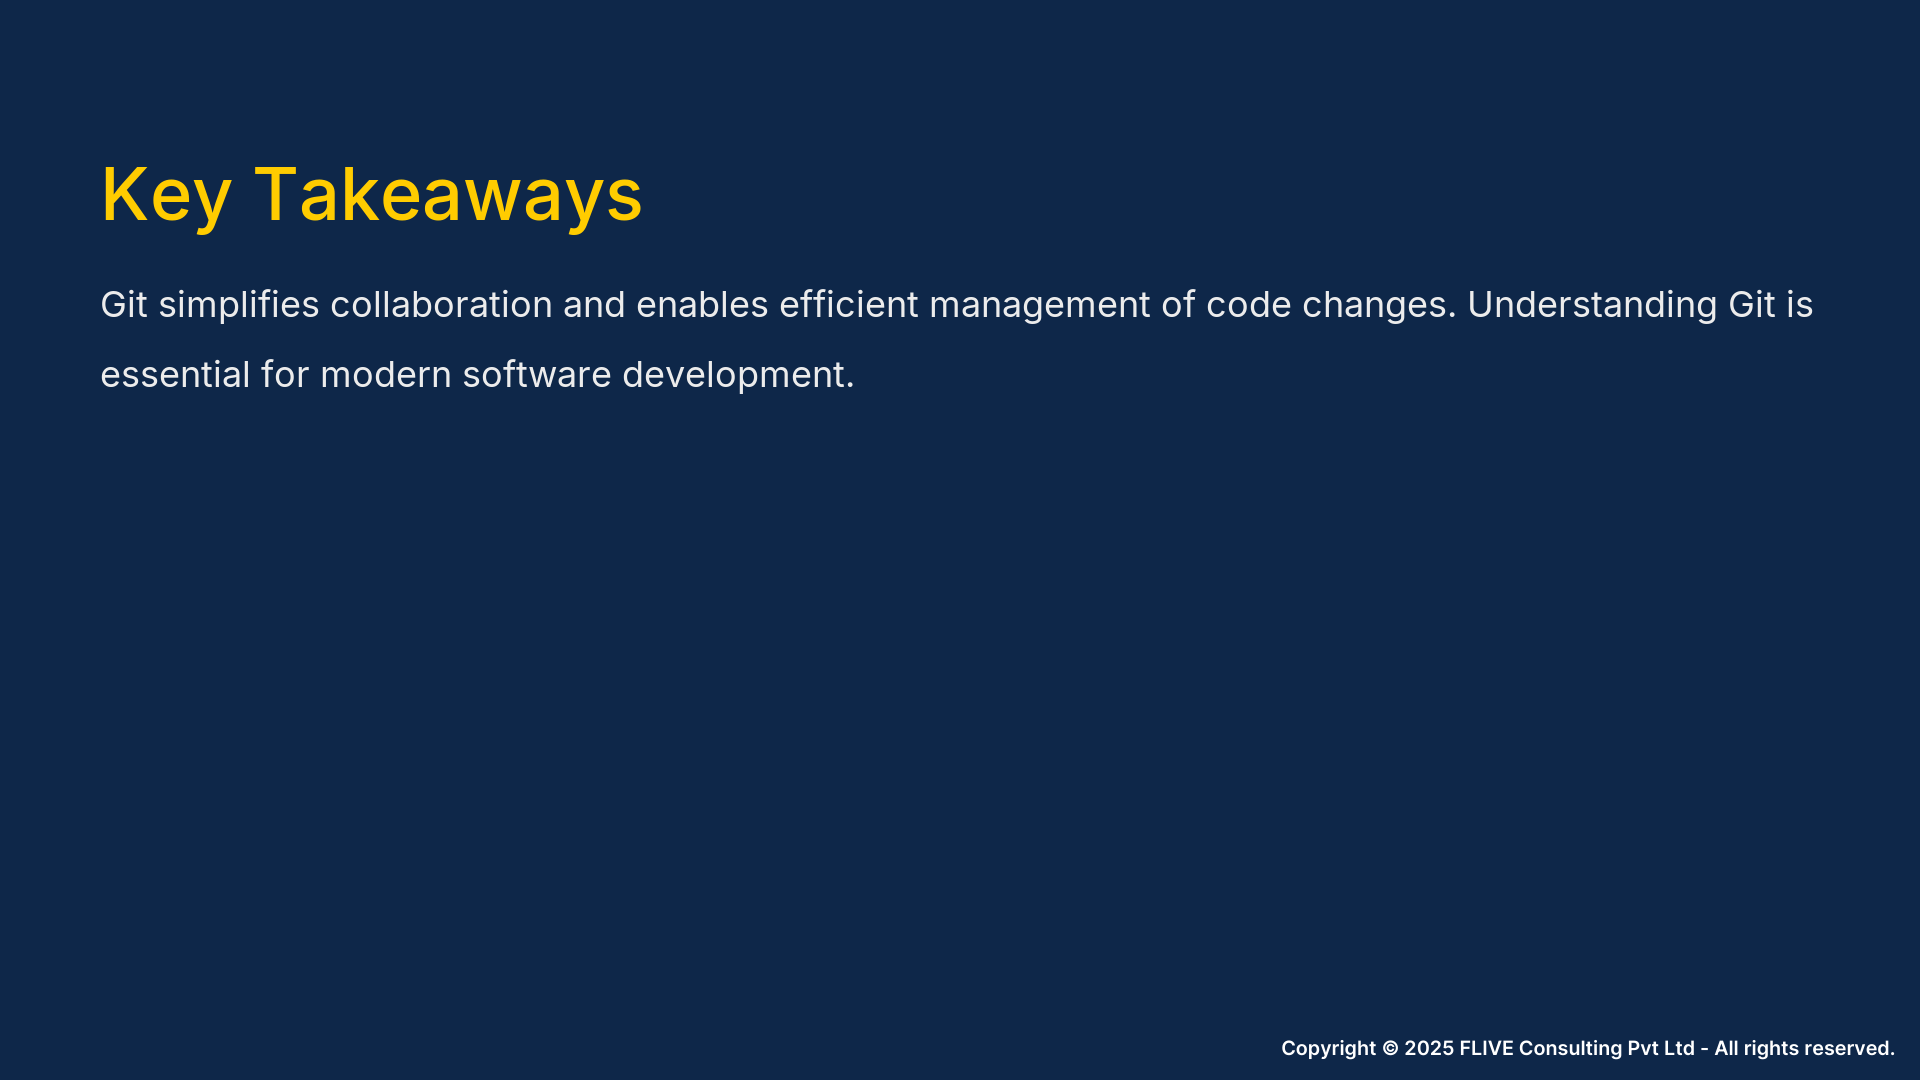 Key Takeaways
Git simplifies collaboration and enables efficient management of code changes. Understanding Git is
essential for modern software development.
Copyright © 2025 FLIVE Consulting Pvt Ltd - All rights reserved.